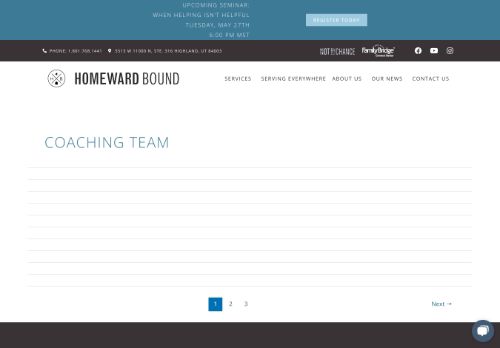 UPCOMING SEMINAR:
WHEN HELPING ISN'T HELPFUL
TUESDAY, MAY 27TH
6:00 PM MST
REGISTER TODAY
PHONE: 1.801.768.1441
5513 W 11000 N, STE. 316 HIGHLAND, UT 84003
NOT BY CHANCE
FamilyBridge
HOMEWARD BOUND
SERVICES
SERVING EVERYWHERE
ABOUT US
OUR NEWS
CONTACT US
COACHING TEAM
1
2
3
Next →